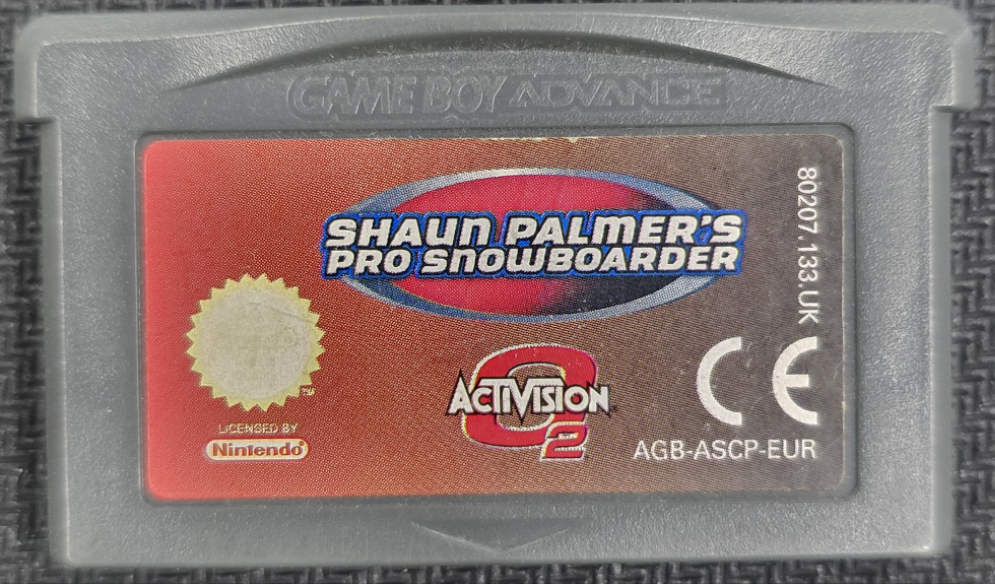 GAME BOY ADVANCE
SHAUN PALMER'S
PRO SNOWBOARDER
80207.133.UK
ACTIVISION
O2
CE
LICENSED BY
Nintendo
AGB-ASCP-EUR